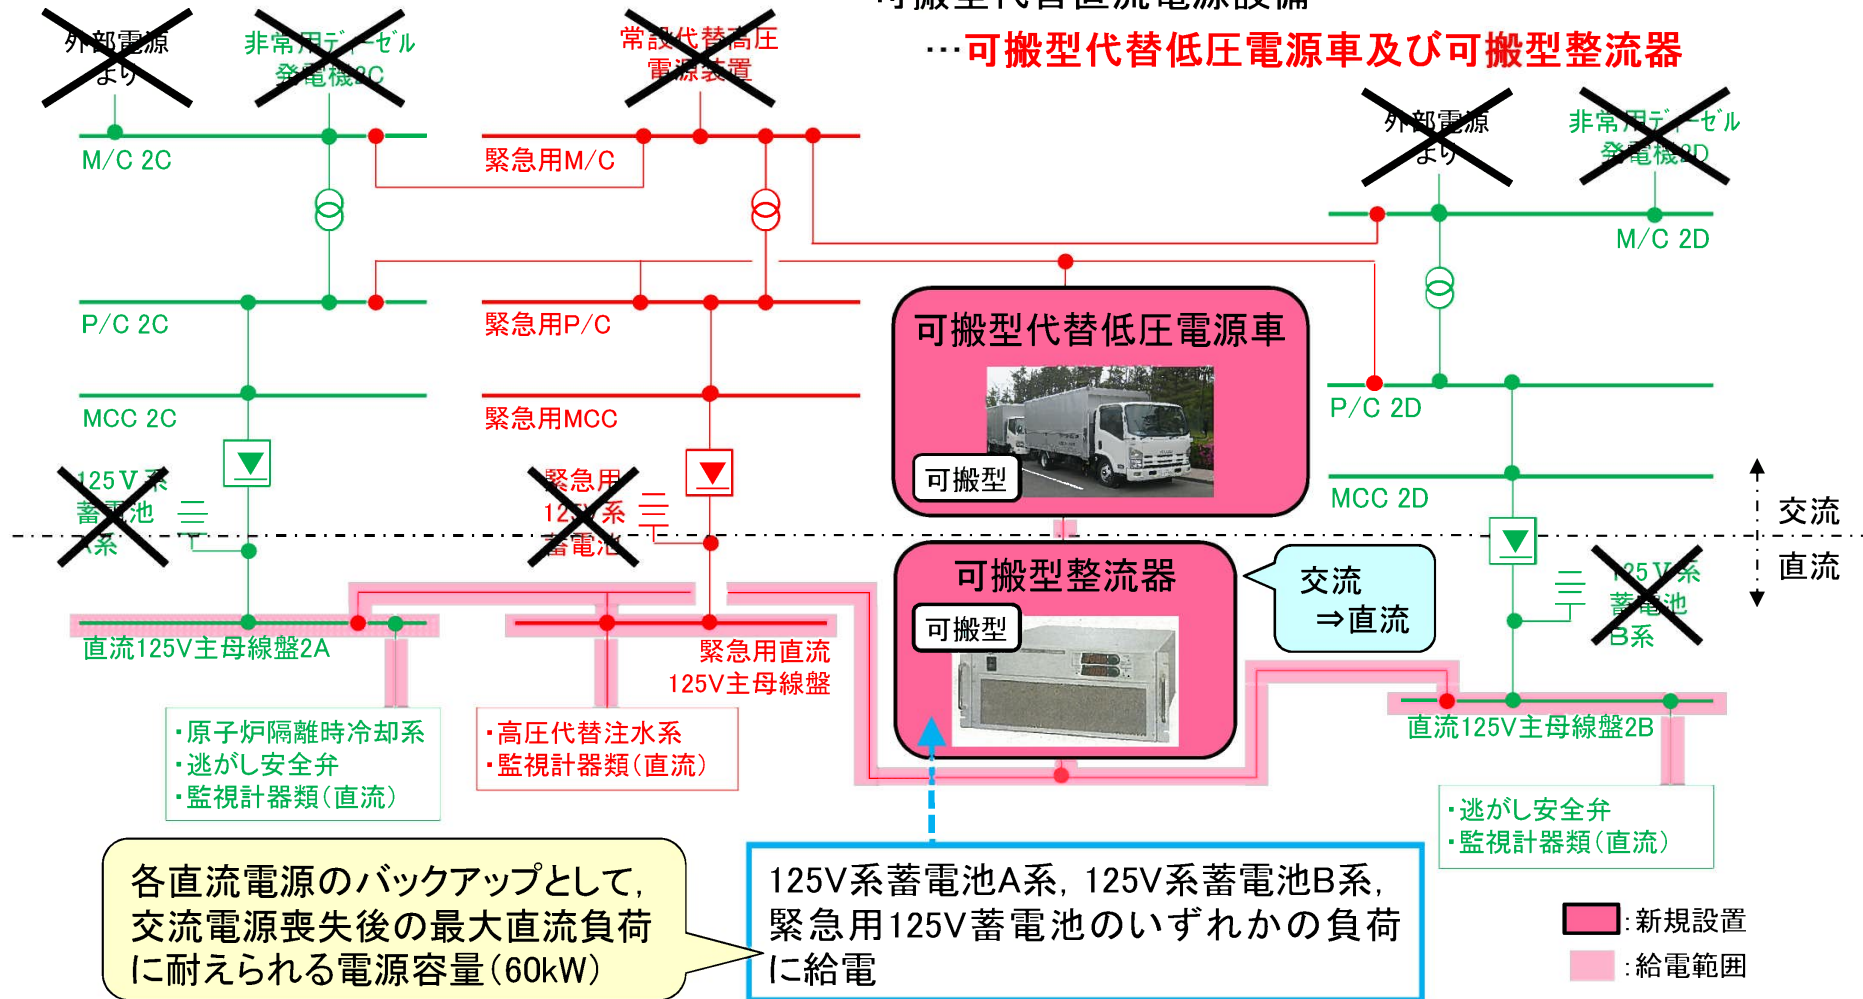 可搬型代替直流電源設備
…可搬型代替低圧電源車及び可搬型整流器
外部電源
より
非常用ディーゼル
発電機2C
常設代替高圧
電源装置
外部電源
より
非常用ディーゼル
発電機2D
M/C 2C
緊急用M/C
M/C 2D
P/C 2C
緊急用P/C
可搬型代替低圧電源車
可搬型
P/C 2D
MCC 2C
緊急用MCC
MCC 2D
125V系
蓄電池
A系
緊急用
125V系
蓄電池
交流
直流
可搬型整流器
可搬型
交流
⇒直流
125V系
蓄電池
B系
直流125V主母線盤2A
緊急用直流
125V主母線盤
直流125V主母線盤2B
・原子炉隔離時冷却系
・逃がし安全弁
・監視計器類(直流)
・高圧代替注水系
・監視計器類(直流)
・逃がし安全弁
・監視計器類(直流)
各直流電源のバックアップとして,
交流電源喪失後の最大直流負荷
に耐えられる電源容量(60kW)
125V系蓄電池A系, 125V系蓄電池B系,
緊急用125V蓄電池のいずれかの負荷
に給電
:新規設置
:給電範囲